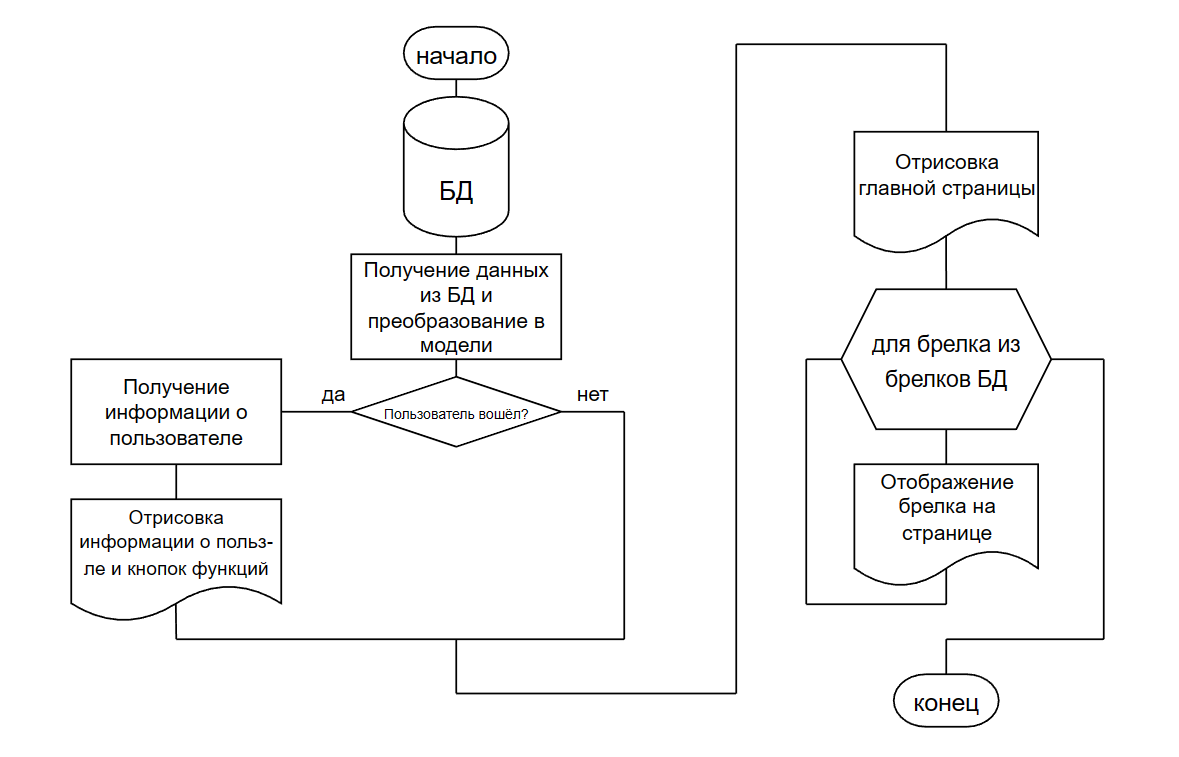 начало
БД
Получение данных
из БД и
преобразование в
модели
да
Пользователь вошёл?
нет
Получение
информации о
пользователе
Отрисовка
информации о польз-
ле и кнопок функций
Отрисовка
главной страницы
для брелка из
брелков БД
Отображение
брелка на
странице
конец